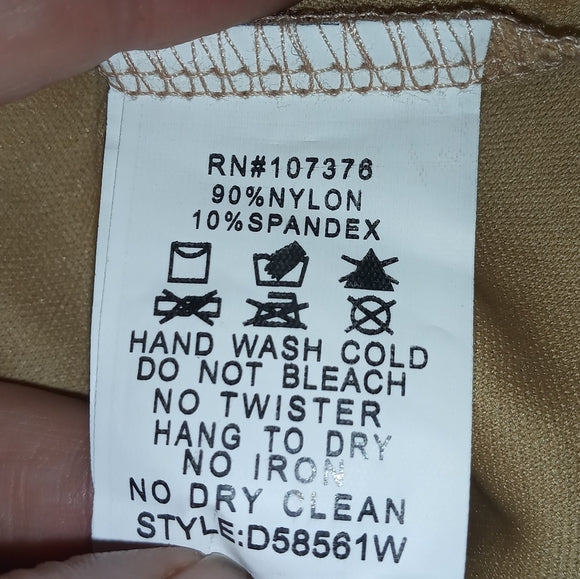 RN#107376
90%NYLON
10%SPANDEX
HAND WASH COLD
DO NOT BLEACH
NO TWISTER
HANG TO DRY
NO IRON
NO DRY CLEAN
STYLE:D58561W